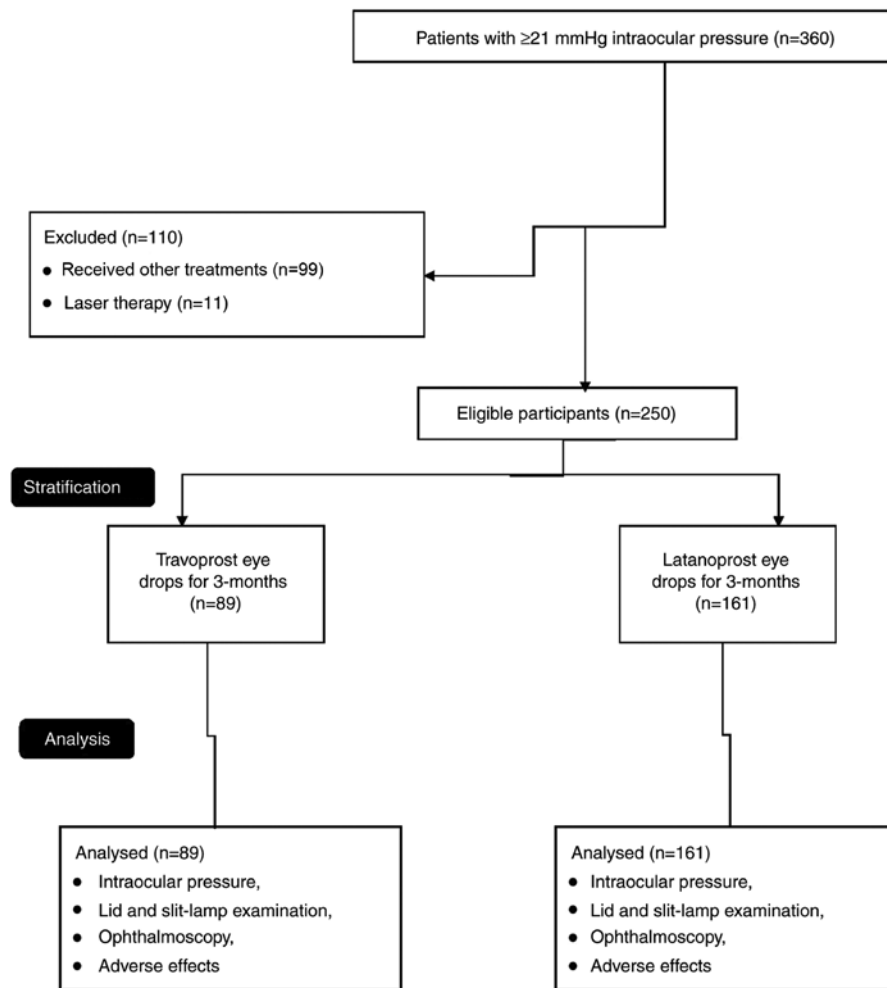 Patients with ≥21 mmHg intraocular pressure (n=360)
Excluded (n=110)
● Received other treatments (n=99)
● Laser therapy (n=11)
Eligible participants (n=250)
Stratification
Travoprost eye
drops for 3-months
(n=89)
Latanoprost eye
drops for 3-months
(n=161)
Analysis
Analysed (n=89)
● Intraocular pressure,
● Lid and slit-lamp examination,
● Ophthalmoscopy,
● Adverse effects
Analysed (n=161)
● Intraocular pressure,
● Lid and slit-lamp examination,
● Ophthalmoscopy,
● Adverse effects